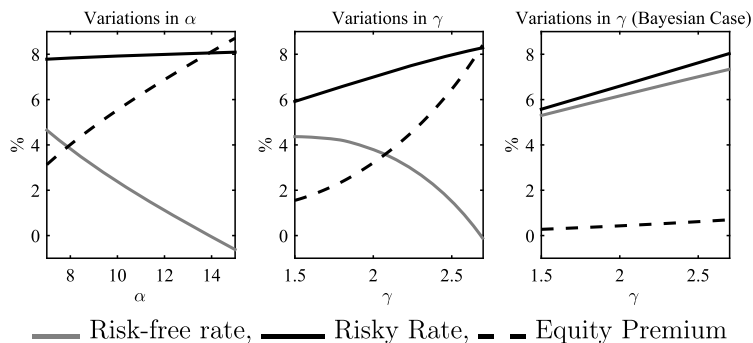 Variations in α
Variations in γ
Variations in γ (Bayesian Case)
%
8
6
4
2
0
8 10 12 14
α
%
8
6
4
2
0
1.5 2 2.5
γ
%
8
6
4
2
0
1.5 2 2.5
γ
Risk-free rate, Risky Rate, Equity Premium